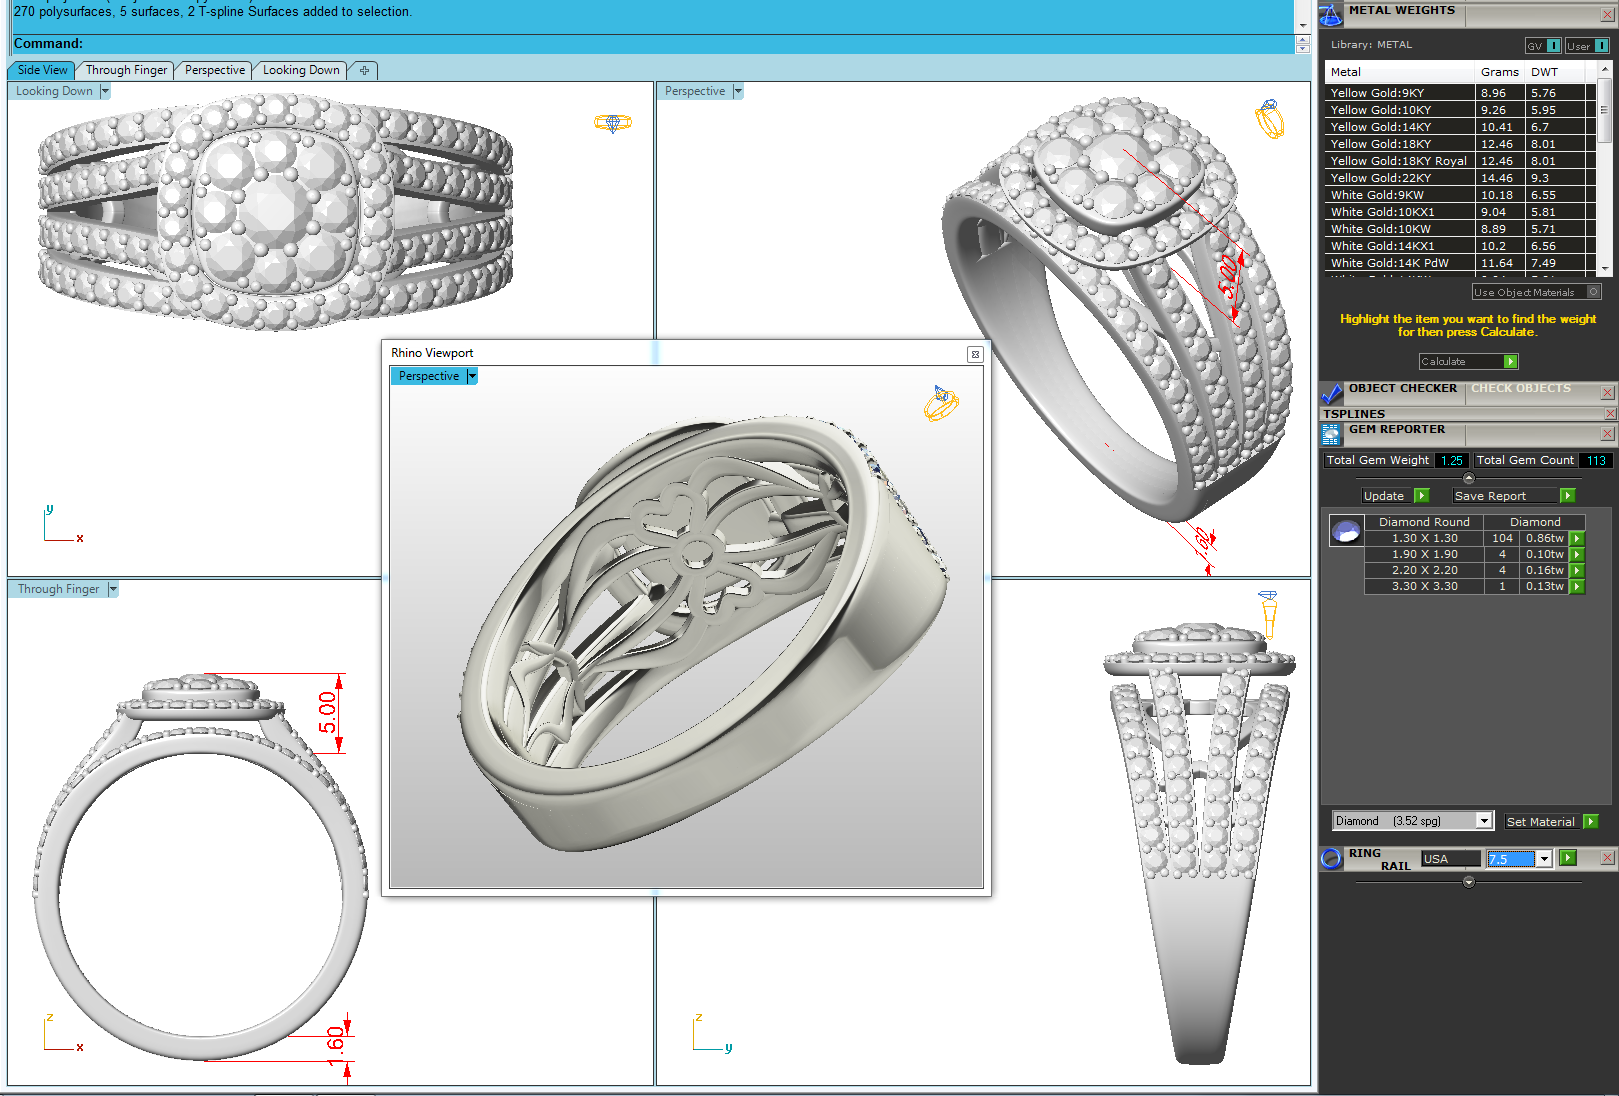 270 polysurfaces, 5 surfaces, 2 T-spline Surfaces added to selection.
Command:
Side View Through Finger Perspective Looking Down
Looking Down
Perspective
5.00
1.60
y
x
Rhino Viewport
Perspective
Through Finger
5.00
1.60
z
x
z
y
METAL WEIGHTS
Library: METAL GV I User I
Metal Grams DWT
Yellow Gold:9KY 8.96 5.76
Yellow Gold:10KY 9.26 5.95
Yellow Gold:14KY 10.41 6.7
Yellow Gold:18KY 12.46 8.01
Yellow Gold:18KY Royal 12.46 8.01
Yellow Gold:22KY 14.46 9.3
White Gold:9KW 10.18 6.55
White Gold:10KX1 9.04 5.81
White Gold:10KW 8.89 5.71
White Gold:14KX1 10.2 6.56
White Gold:14K PdW 11.64 7.49
Use Object Materials
Highlight the item you want to find the weight
for then press Calculate.
Calculate
OBJECT CHECKER CHECK OBJECTS
TSPLINES
GEM REPORTER
Total Gem Weight 1.25 Total Gem Count 113
Update Save Report
Diamond Round Diamond
1.30 X 1.30 104 0.86tw
1.90 X 1.90 4 0.10tw
2.20 X 2.20 4 0.16tw
3.30 X 3.30 1 0.13tw
Diamond (3.52 spg) Set Material
RING RAIL USA 7.5